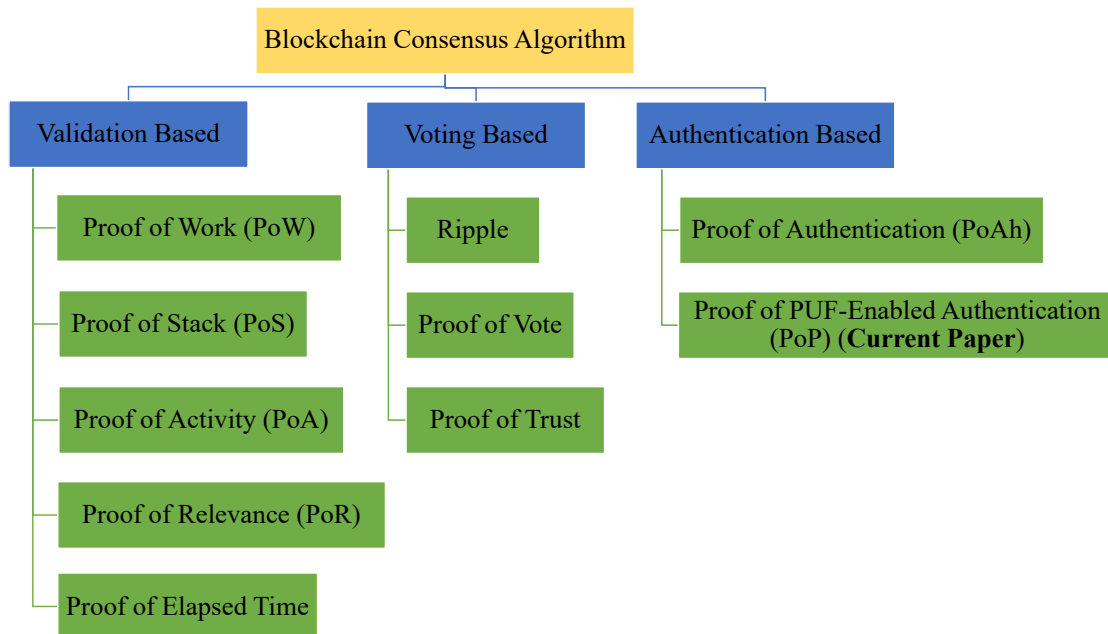 Blockchain Consensus Algorithm
Validation Based
Voting Based
Authentication Based
Proof of Work (PoW)
Proof of Stack (PoS)
Proof of Activity (PoA)
Proof of Relevance (PoR)
Proof of Elapsed Time
Ripple
Proof of Vote
Proof of Trust
Proof of Authentication (PoAh)
Proof of PUF-Enabled Authentication
(PoP) (Current Paper)